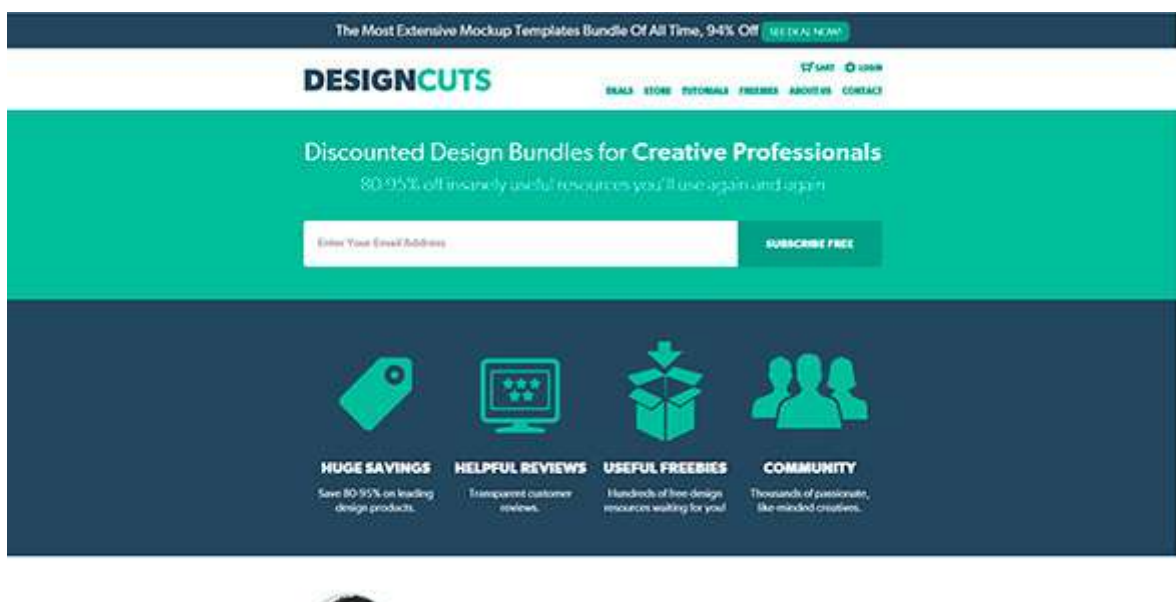 The Most Extensive Mockup Templates Bundle Of All Time, 94% Off SEE DEAL NOW!
CART LOGIN
DESIGNCUTS
DEALS STORE TUTORIALS FREEBIES ABOUT US CONTACT
Discounted Design Bundles for Creative Professionals
80-95% off insanely useful resources you'll use again and again
Enter Your Email Address SUBSCRIBE FREE
HUGE SAVINGS HELPFUL REVIEWS USEFUL FREEBIES COMMUNITY
Save 80-95% on leading Transparent customer Hundreds of free design Thousands of passionate,
design products. reviews. resources waiting for you! like-minded creatives.